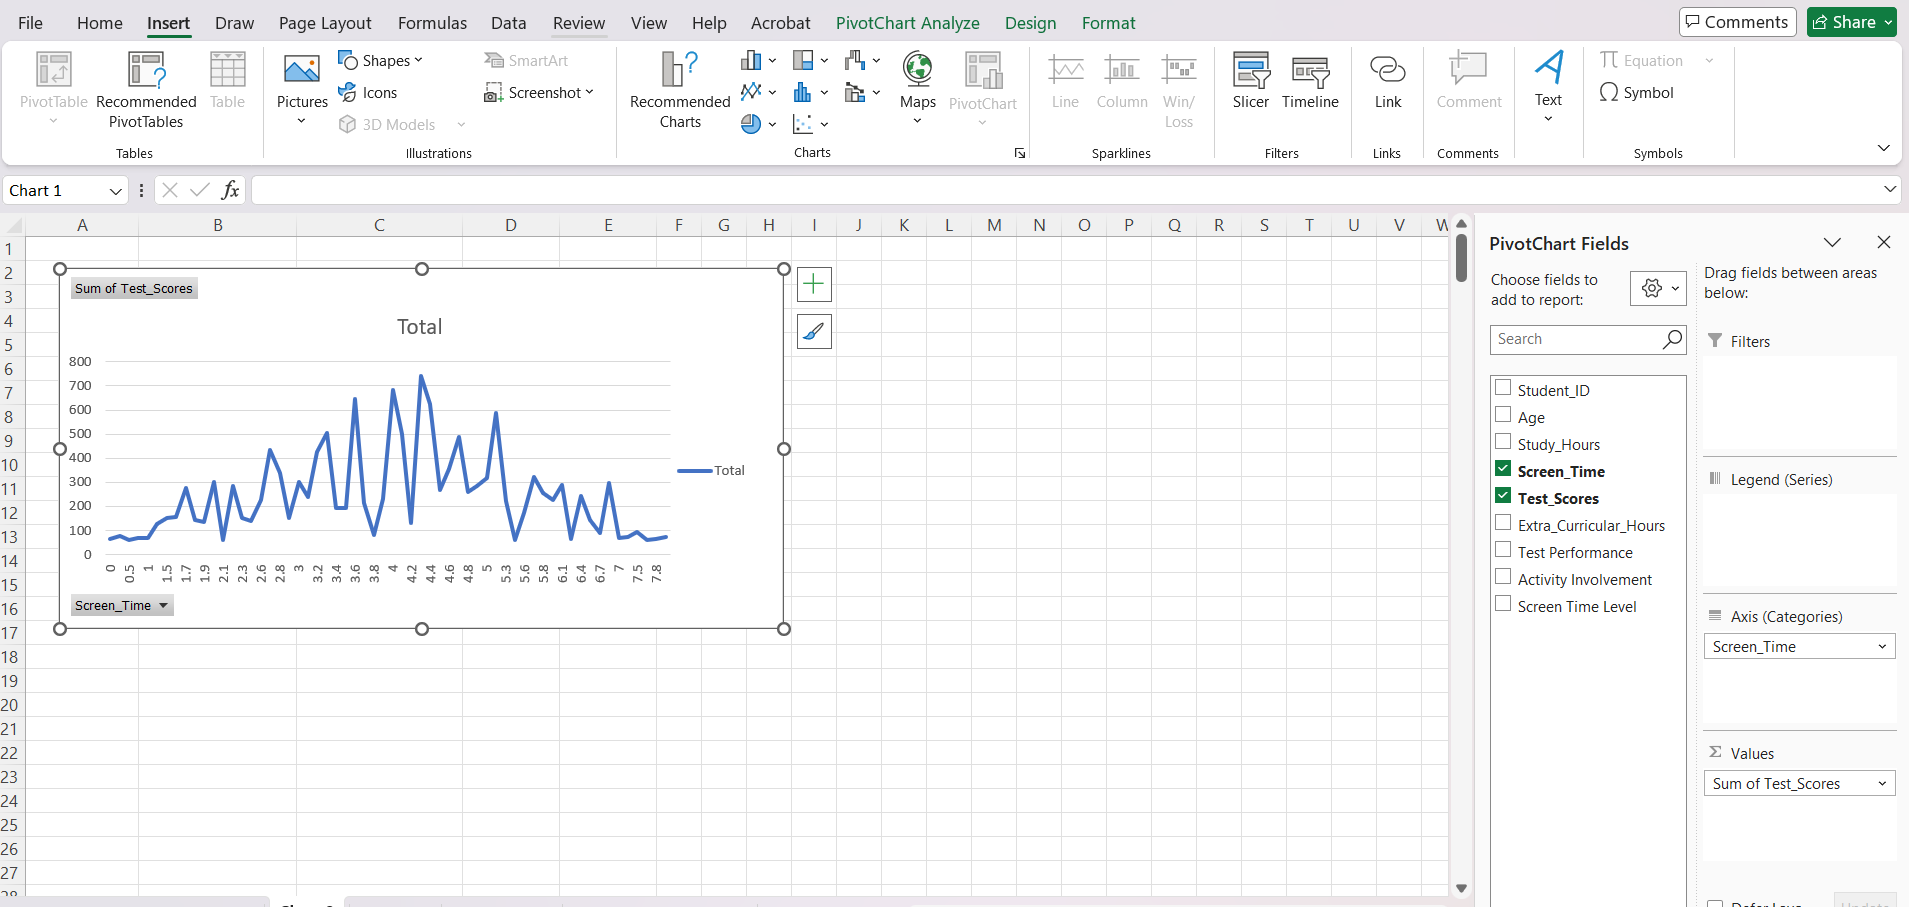 File Home Insert Draw Page Layout Formulas Data Review View Help Acrobat PivotChart Analyze Design Format Comments Share
PivotTable
Recommended
PivotTables
Table
Tables
Pictures
Shapes
Icons
3D Models
SmartArt
Screenshot
Illustrations
Recommended
Charts
Maps
PivotChart
Charts
Line
Column
Win/
Loss
Sparklines
Slicer
Timeline
Filters
Link
Links
Comment
Comments
Text
Equation
Symbol
Symbols
Chart 1
fx
A B C D E F G H I J K L M N O P Q R S T U V W
1
2
3
4
5
6
7
8
9
10
11
12
13
14
15
16
17
18
19
20
21
22
23
24
25
26
27
28
Sum of Test_Scores
Total
800
700
600
500
400
300
200
100
0
0 0.5 1 1.5 1.7 1.9 2.1 2.3 2.6 2.8 3 3.2 3.4 3.6 3.8 4 4.2 4.4 4.6 4.8 5 5.3 5.6 5.8 6.1 6.4 6.7 7 7.5 7.8
Total
Screen_Time
PivotChart Fields
Choose fields to
add to report:
Search
Student_ID
Age
Study_Hours
Screen_Time
Test_Scores
Extra_Curricular_Hours
Test Performance
Activity Involvement
Screen Time Level
Drag fields between areas
below:
Filters
Legend (Series)
Axis (Categories)
Screen_Time
Values
Sum of Test_Scores